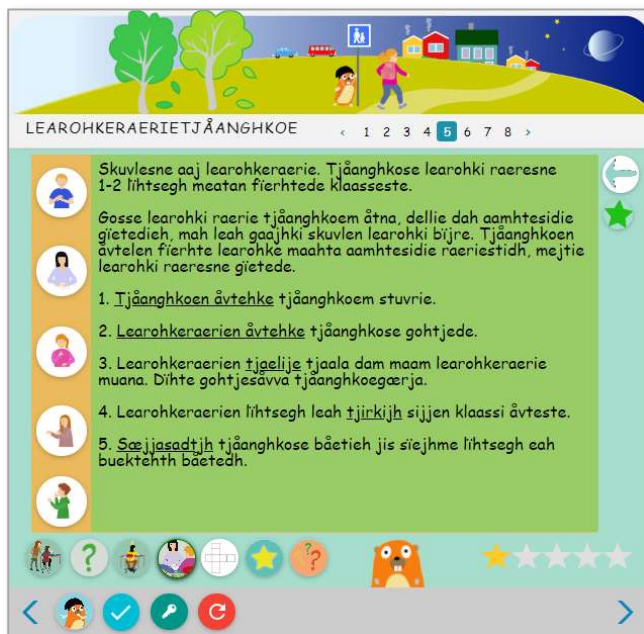 LEAROHKERAERIETJÅANGHKOE
‹ 1 2 3 4 5 6 7 8 ›
Skuvlesne aaj learohkeraerie. Tjåanghkose learohki raeresne
1-2 lïhtsegh meatan fïerhtede klaasseste.
Gosse learohki raerie tjåanghkoem åtna, dellie dah aamhtesidie
gïetedieh, mah leah gaajhki skuvlen learohki bïjre. Tjåanghkoen
åvtelen fïerhte learohke maahta aamhtesidie raeriestidh, mejtie
learohki raeresne gïetede.
1. Tjåanghkoen åvtehke tjåanghkoem stuvrie.
2. Learohkeraerien åvtehke tjåanghkose gohtjede.
3. Learohkeraerien tjaelije tjaala dam maam learohkeraerie
muana. Dïhte gohtjesåvva tjåanghkoegærja.
4. Learohkeraerien lïhtsegh leah tjirkijh sijjen klaassi åvteste.
5. Sæjjasadtjh tjåanghkose båetieh jis sïejhme lïhtsegh eah
buektehth båetedh.